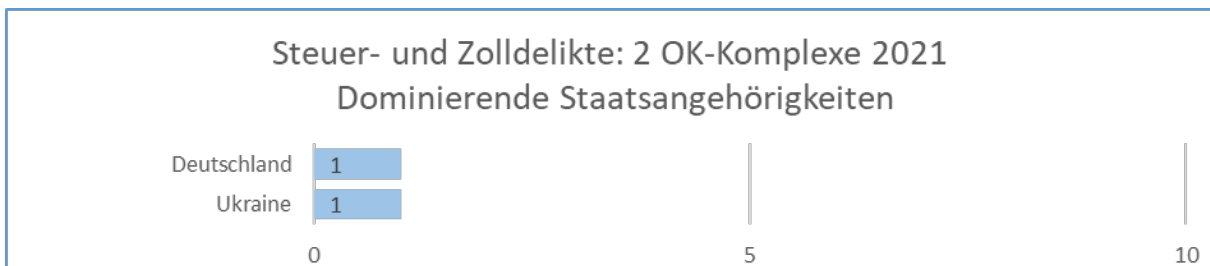 Steuer- und Zolldelikte: 2 OK-Komplexe 2021
Dominierende Staatsangehörigkeiten
Deutschland 1
Ukraine 1
0 5 10